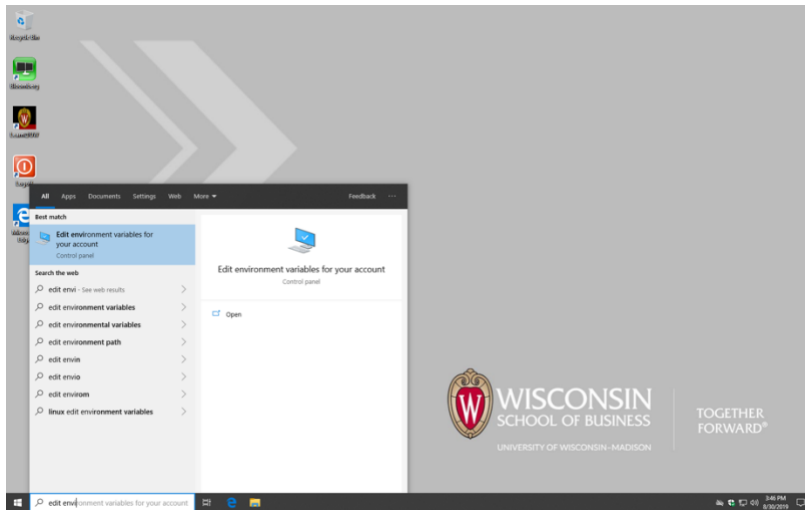 Recycle Bin
Bloomberg
All Apps Documents Settings Web More Feedback
Best match
Edit environment variables for
your account
Control panel
Search the web
edit envi - See web results
edit environment variables
edit environmental variables
edit environment path
edit envin
edit envio
edit envirom
linux edit environment variables
Edit environment variables for your account
Control panel
Open
WISCONSIN
SCHOOL OF BUSINESS
UNIVERSITY OF WISCONSIN-MADISON
TOGETHER
FORWARD®
edit environment variables for your account
3:46 PM
8/30/2019